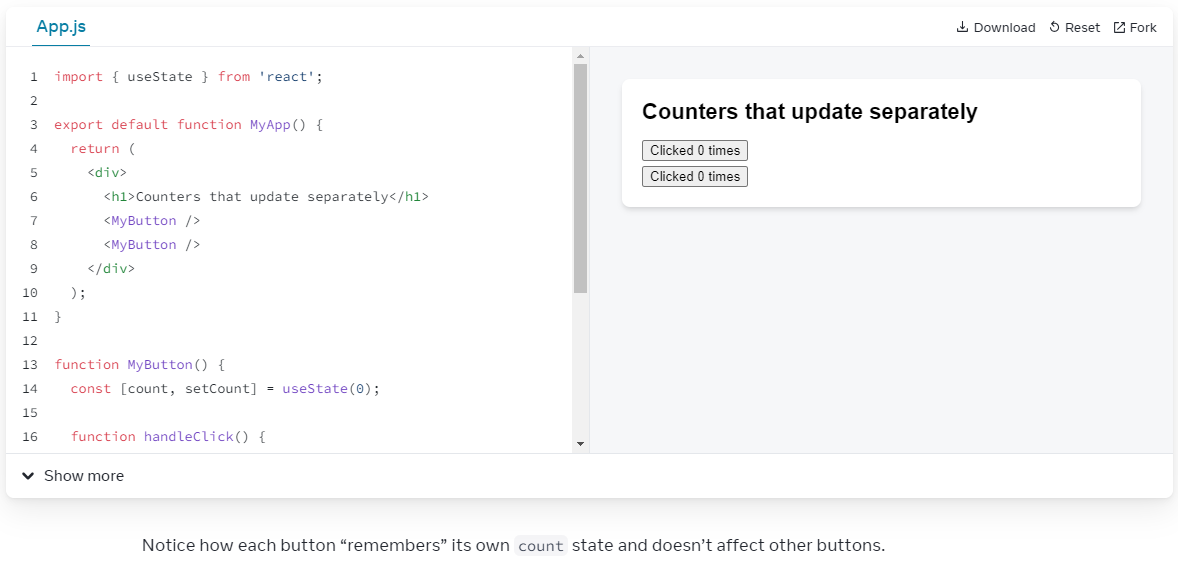 App.js
Download Reset Fork
1 import { useState } from 'react';
2
3 export default function MyApp() {
4   return (
5     <div>
6       <h1>Counters that update separately</h1>
7       <MyButton />
8       <MyButton />
9     </div>
10   );
11 }
12
13 function MyButton() {
14   const [count, setCount] = useState(0);
15
16   function handleClick() {
Counters that update separately
Clicked 0 times
Clicked 0 times
Show more
Notice how each button “remembers” its own count state and doesn’t affect other buttons.